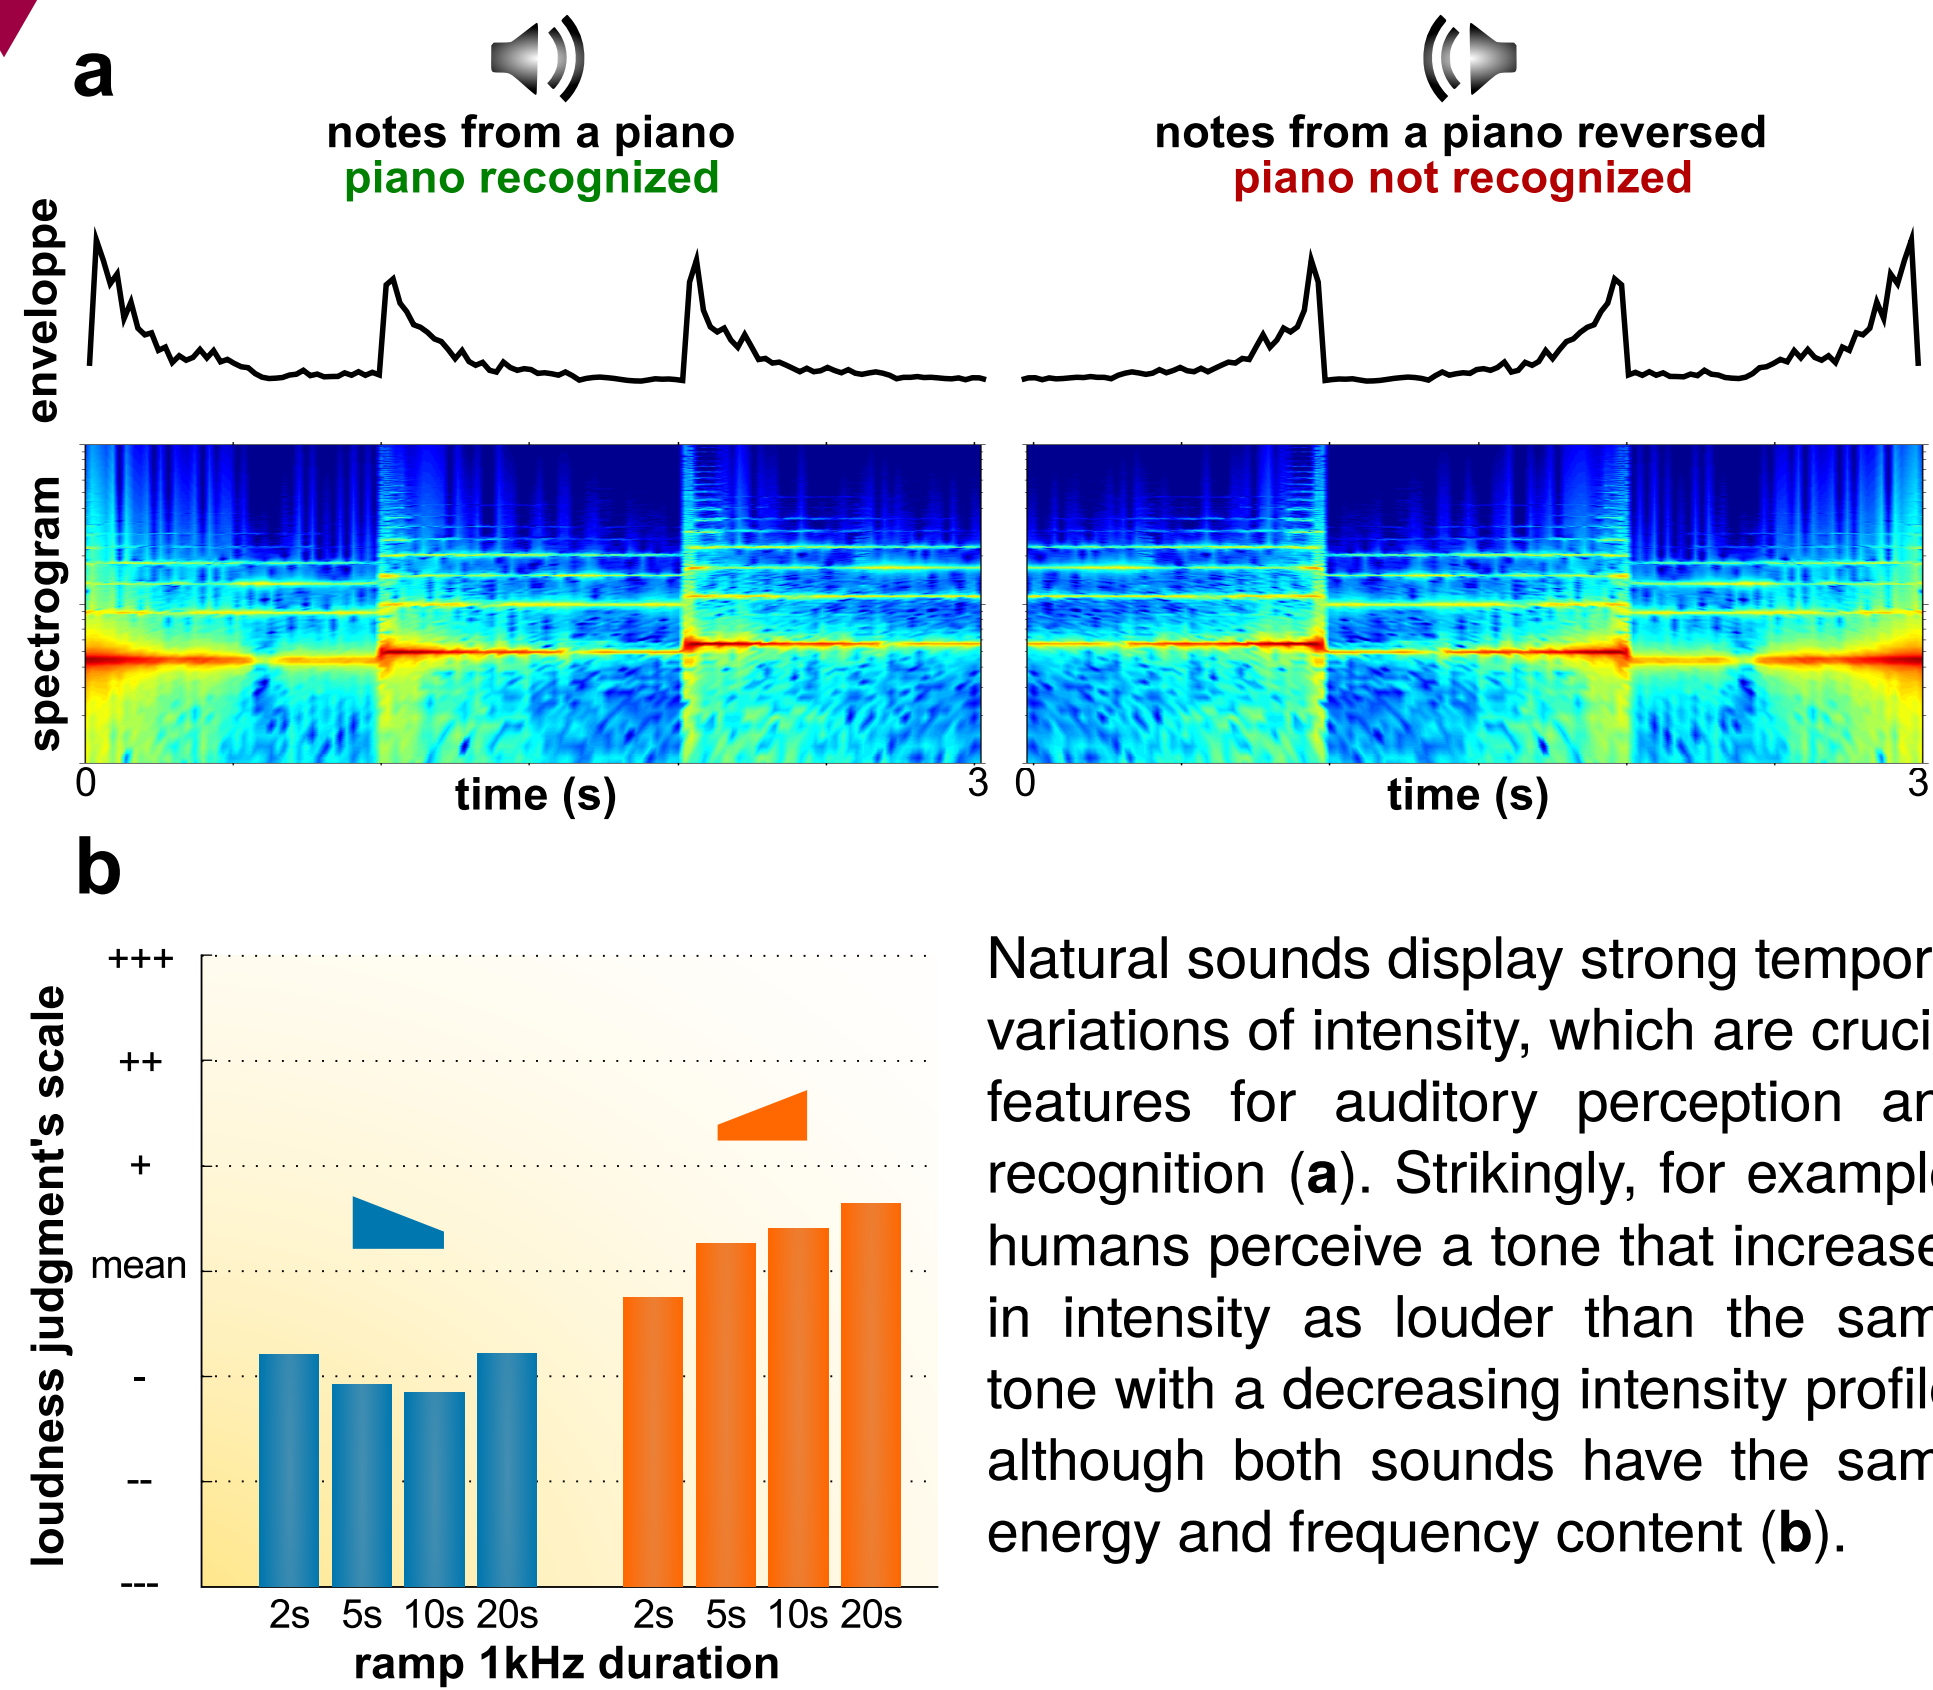 a
notes from a piano
piano recognized
notes from a piano reversed
piano not recognized
enveloppe
spectrogram
0
3
time (s)
0
3
time (s)
b
loudness judgment's scale
+++
++
+
mean
-
--
---
2s 5s 10s 20s 2s 5s 10s 20s
ramp 1kHz duration
Natural sounds display strong tempor
variations of intensity, which are cruci
features for auditory perception an
recognition (a). Strikingly, for example
humans perceive a tone that increase
in intensity as louder than the sam
tone with a decreasing intensity profile
although both sounds have the sam
energy and frequency content (b).